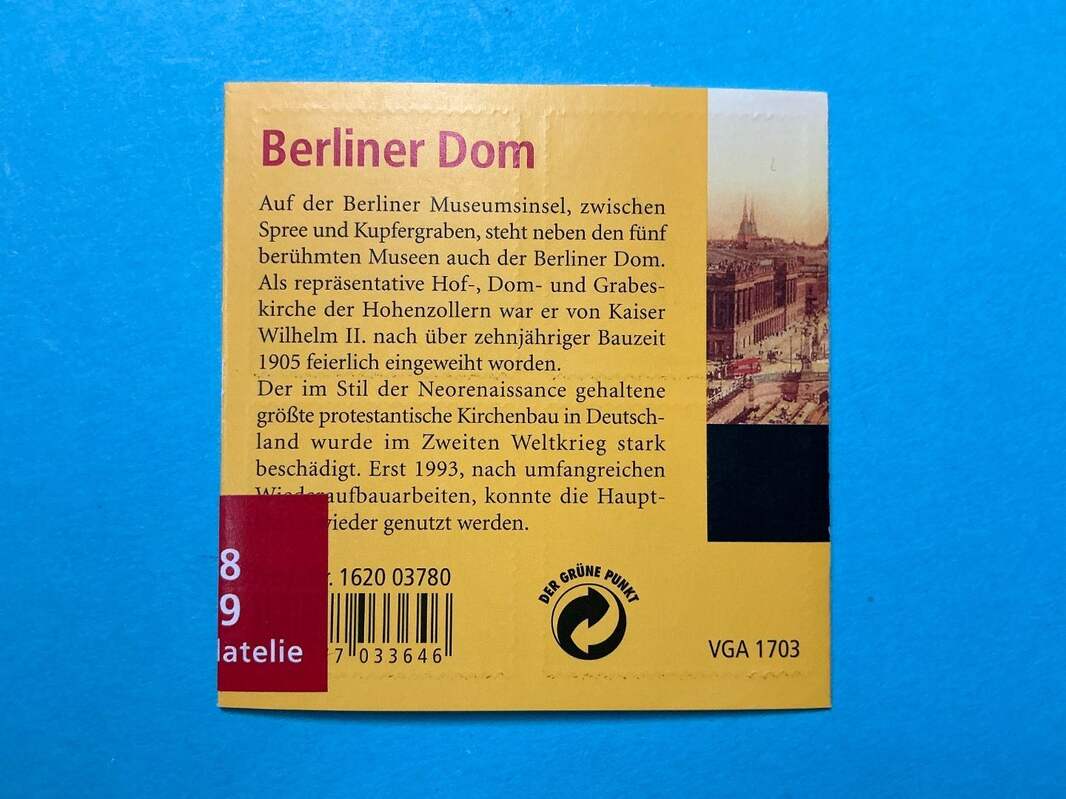 Berliner Dom
Auf der Berliner Museumsinsel, zwischen
Spree und Kupfergraben, steht neben den fünf
berühmten Museen auch der Berliner Dom.
Als repräsentative Hof-, Dom- und Grabes-
kirche der Hohenzollern war er von Kaiser
Wilhelm II. nach über zehnjähriger Bauzeit
1905 feierlich eingeweiht worden.
Der im Stil der Neorenaissance gehaltene
größte protestantische Kirchenbau in Deutsch-
land wurde im Zweiten Weltkrieg stark
beschädigt. Erst 1993, nach umfangreichen
Wiederaufbauarbeiten, konnte die Haupt-
wieder genutzt werden.
8
9
latelie
r. 1620 03780
7 033646
DER GRÜNE PUNKT
VGA 1703